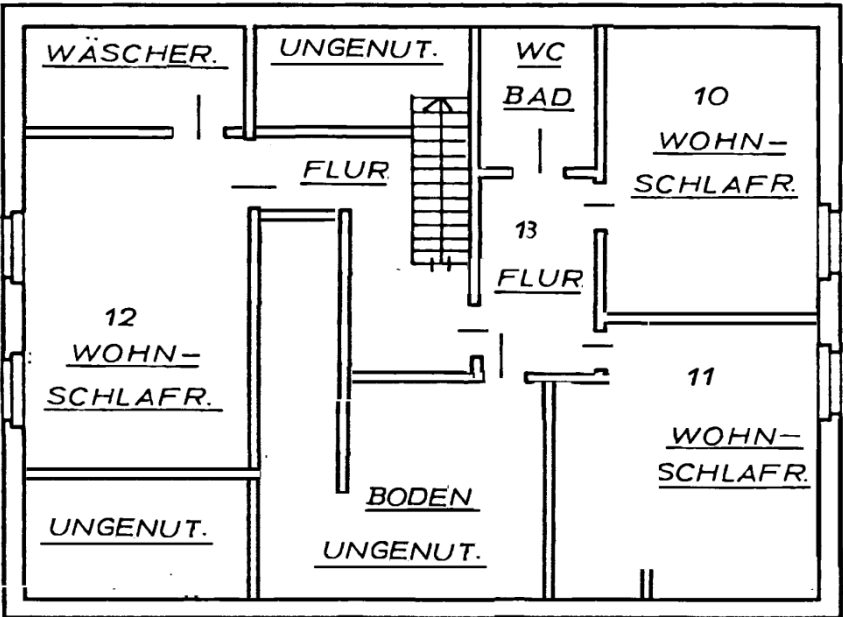 WÄSCHER.
UNGENUT.
WC
BAD
10
WOHN-
SCHLAFR.
FLUR
13
FLUR
12
WOHN-
SCHLAFR.
11
WOHN-
SCHLAFR.
BODEN
UNGENUT.
UNGENUT.